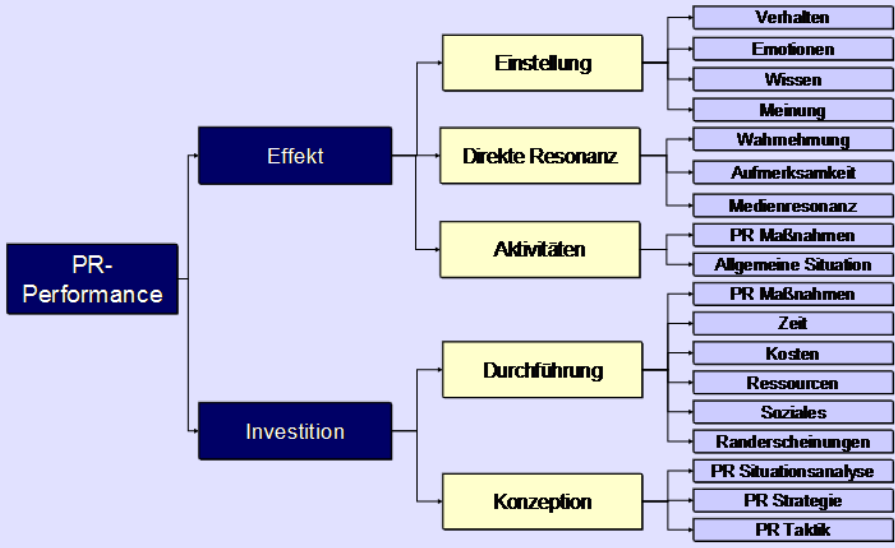 PR-
Performance
Effekt
Investition
Einstellung
Direkte Resonanz
Aktivitäten
Durchführung
Konzeption
Verhalten
Emotionen
Wissen
Meinung
Wahrnehmung
Aufmerksamkeit
Medienresonanz
PR Maßnahmen
Allgemeine Situation
PR Maßnahmen
Zeit
Kosten
Ressourcen
Soziales
Randerscheinungen
PR Situationsanalyse
PR Strategie
PR Taktik